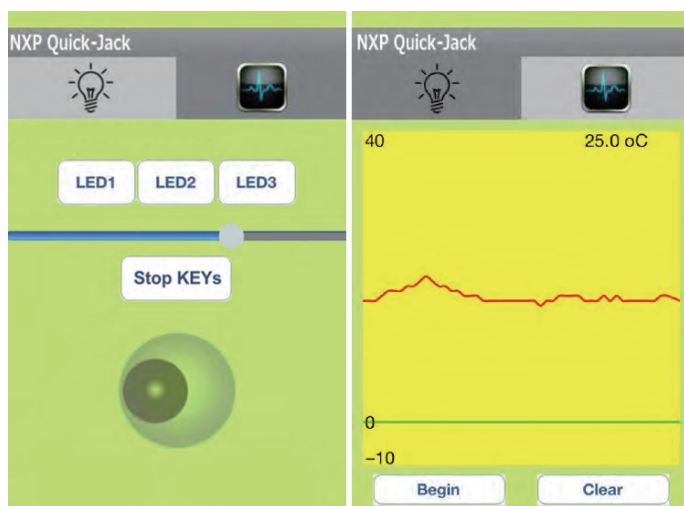 NXP Quick-Jack
LED1 LED2 LED3
Stop KEYs
NXP Quick-Jack
40 25.0 oC
0
−10
Begin Clear